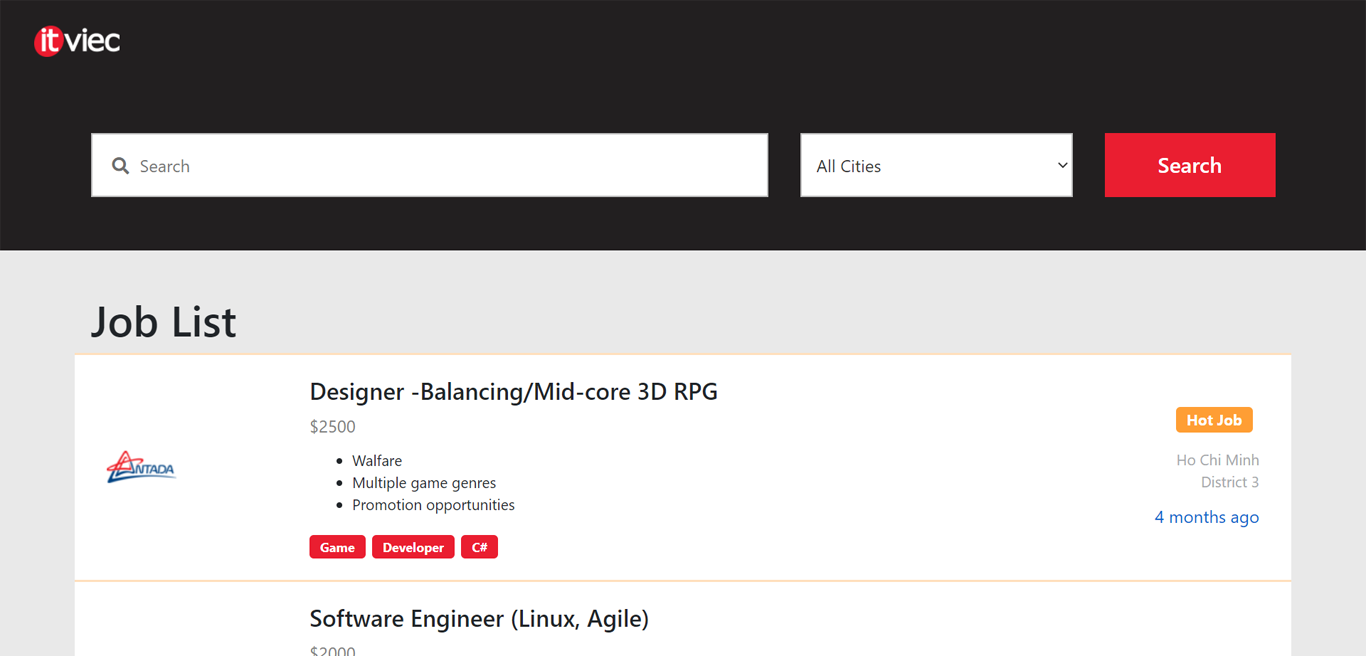 itviec
Search
All Cities
Search
Job List
Designer -Balancing/Mid-core 3D RPG
$2500
Walfare
Multiple game genres
Promotion opportunities
Game Developer C#
ANTADA
Hot Job
Ho Chi Minh
District 3
4 months ago
Software Engineer (Linux, Agile)
$2000